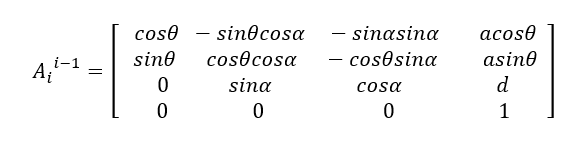 cosθ − sinθcosα − sinαsinα acosθ
sinθ cosθcosα − cosθsinα asinθ
A_i^{i−1} =
0 sinα cosα d
0 0 0 1